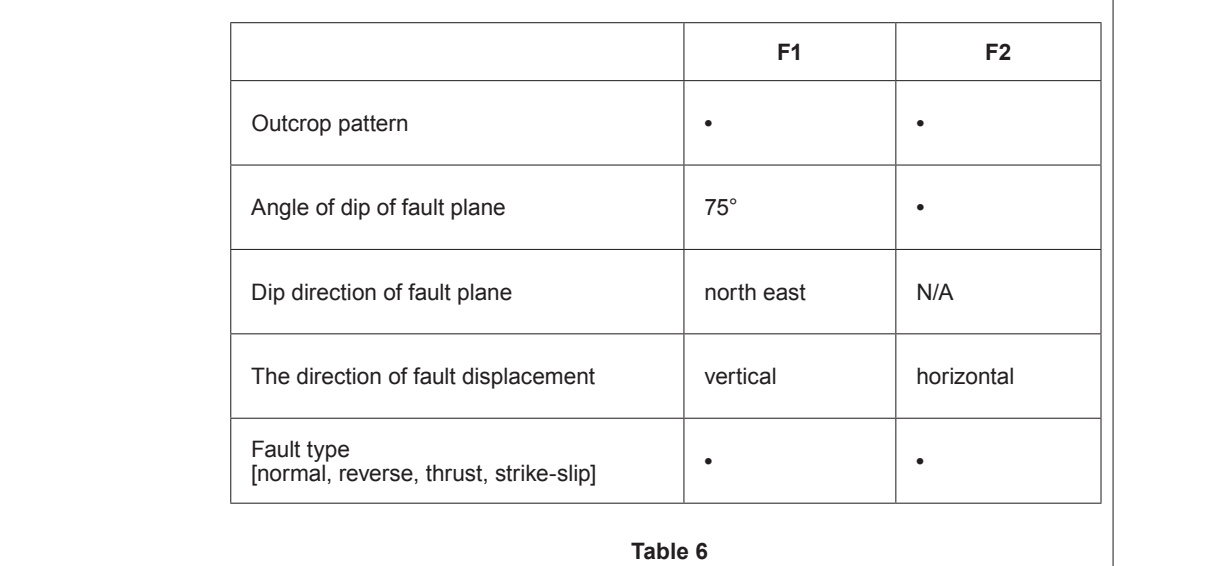 F1 F2
Outcrop pattern • •
Angle of dip of fault plane 75° •
Dip direction of fault plane north east N/A
The direction of fault displacement vertical horizontal
Fault type
[normal, reverse, thrust, strike-slip] • •
Table 6